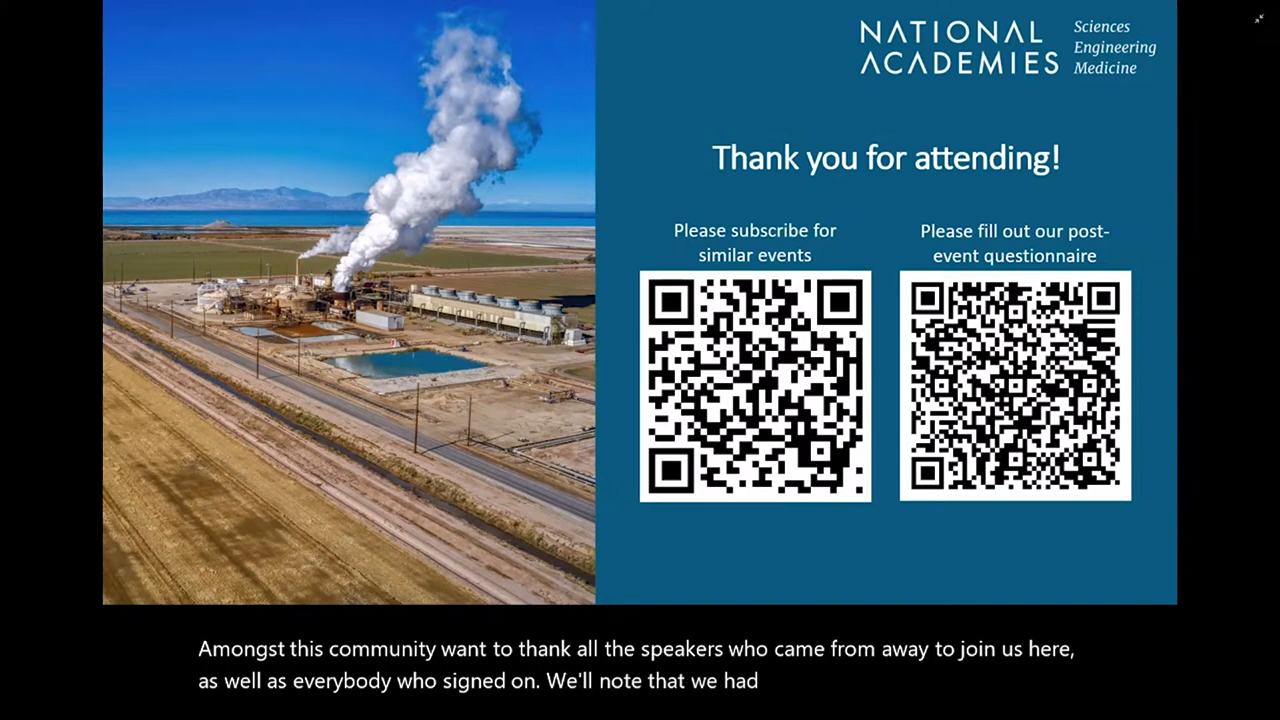 NATIONAL
ACADEMIES
Sciences
Engineering
Medicine
Thank you for attending!
Please subscribe for
similar events
Please fill out our post-
event questionnaire
Amongst this community want to thank all the speakers who came from away to join us here,
as well as everybody who signed on. We'll note that we had